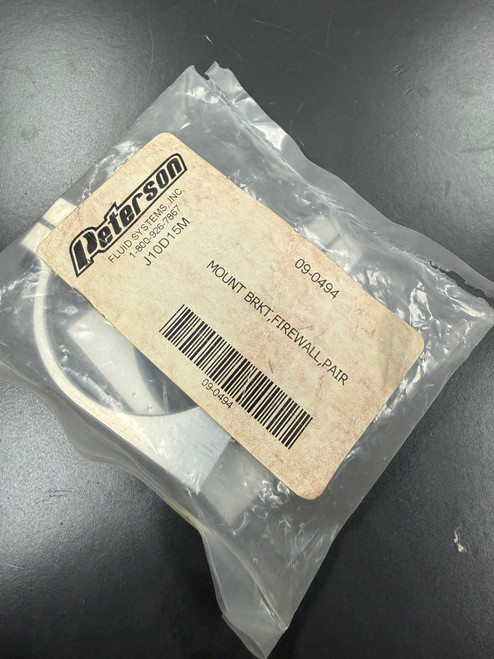 Peterson
FLUID SYSTEMS, INC.
1-800-926-7867
J10D15M
09-0494
MOUNT BRKT,FIREWALL,PAIR
09-0494